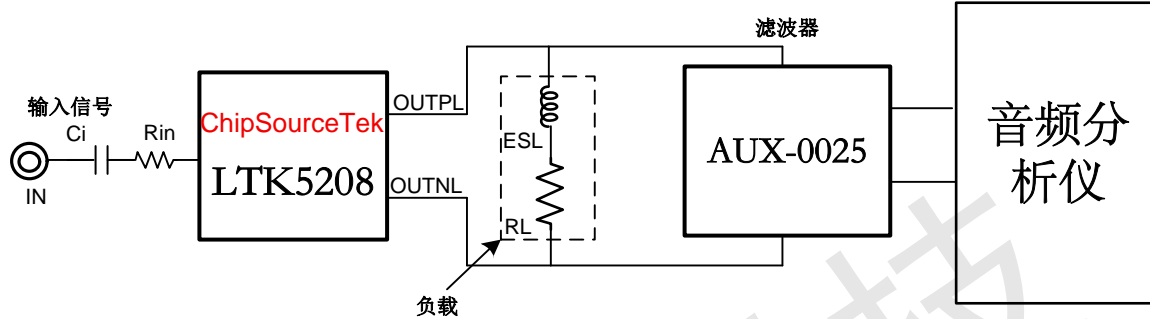 输入信号
Ci
Rin
IN
ChipSourceTek
LTK5208
OUTPL
OUTNL
ESL
RL
负载
滤波器
AUX-0025
音频分
析仪
技